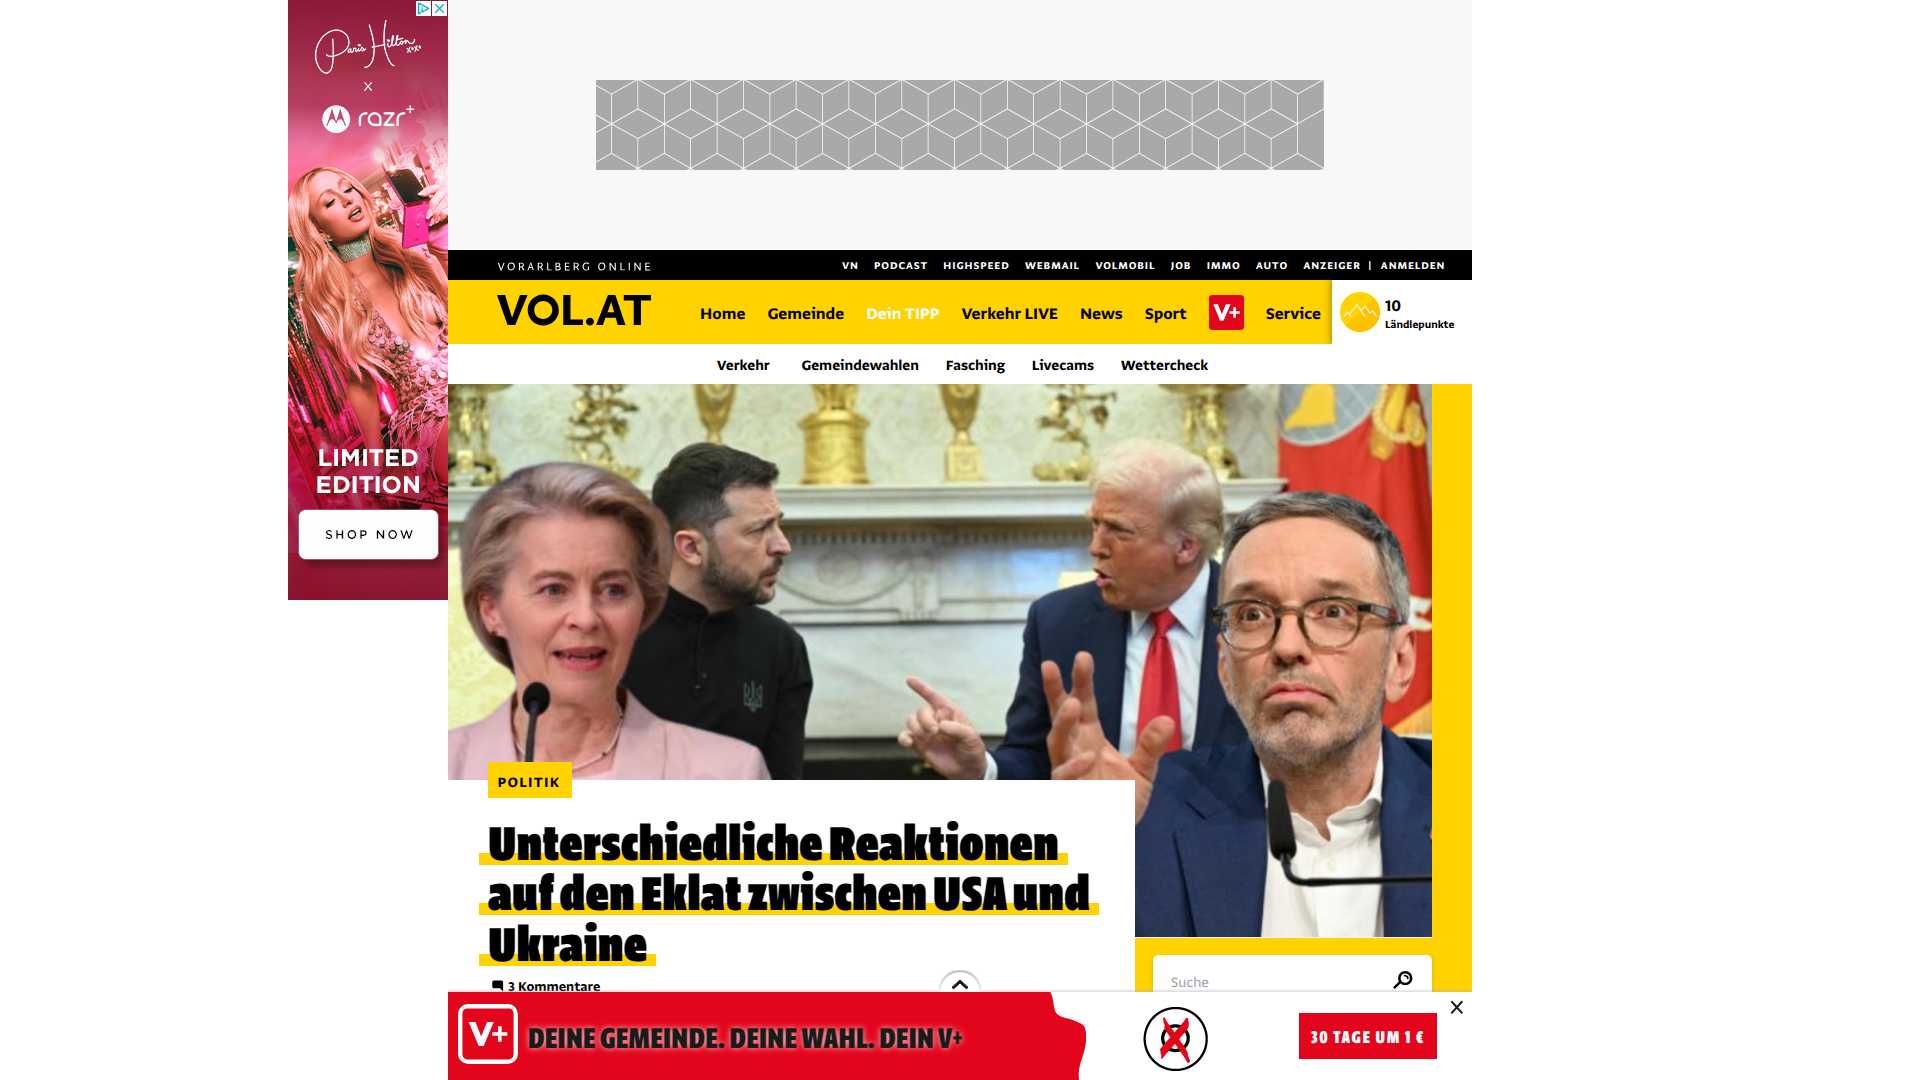 Paris Hilton
xoxo
X
razr+
LIMITED
EDITION
SHOP NOW
VORARLBERG ONLINE
VN PODCAST HIGHSPEED WEBMAIL VOLMOBIL JOB IMMO AUTO ANZEIGER | ANMELDEN
VOL.AT
Home Gemeinde Dein TIPP Verkehr LIVE News Sport V+ Service
10
Ländlepunkte
Verkehr Gemeindewahlen Fasching Livecams Wettercheck
POLITIK
Unterschiedliche Reaktionen
auf den Eklat zwischen USA und
Ukraine
3 Kommentare
Suche
V+ DEINE GEMEINDE. DEINE WAHL. DEIN V+
30 TAGE UM 1 €